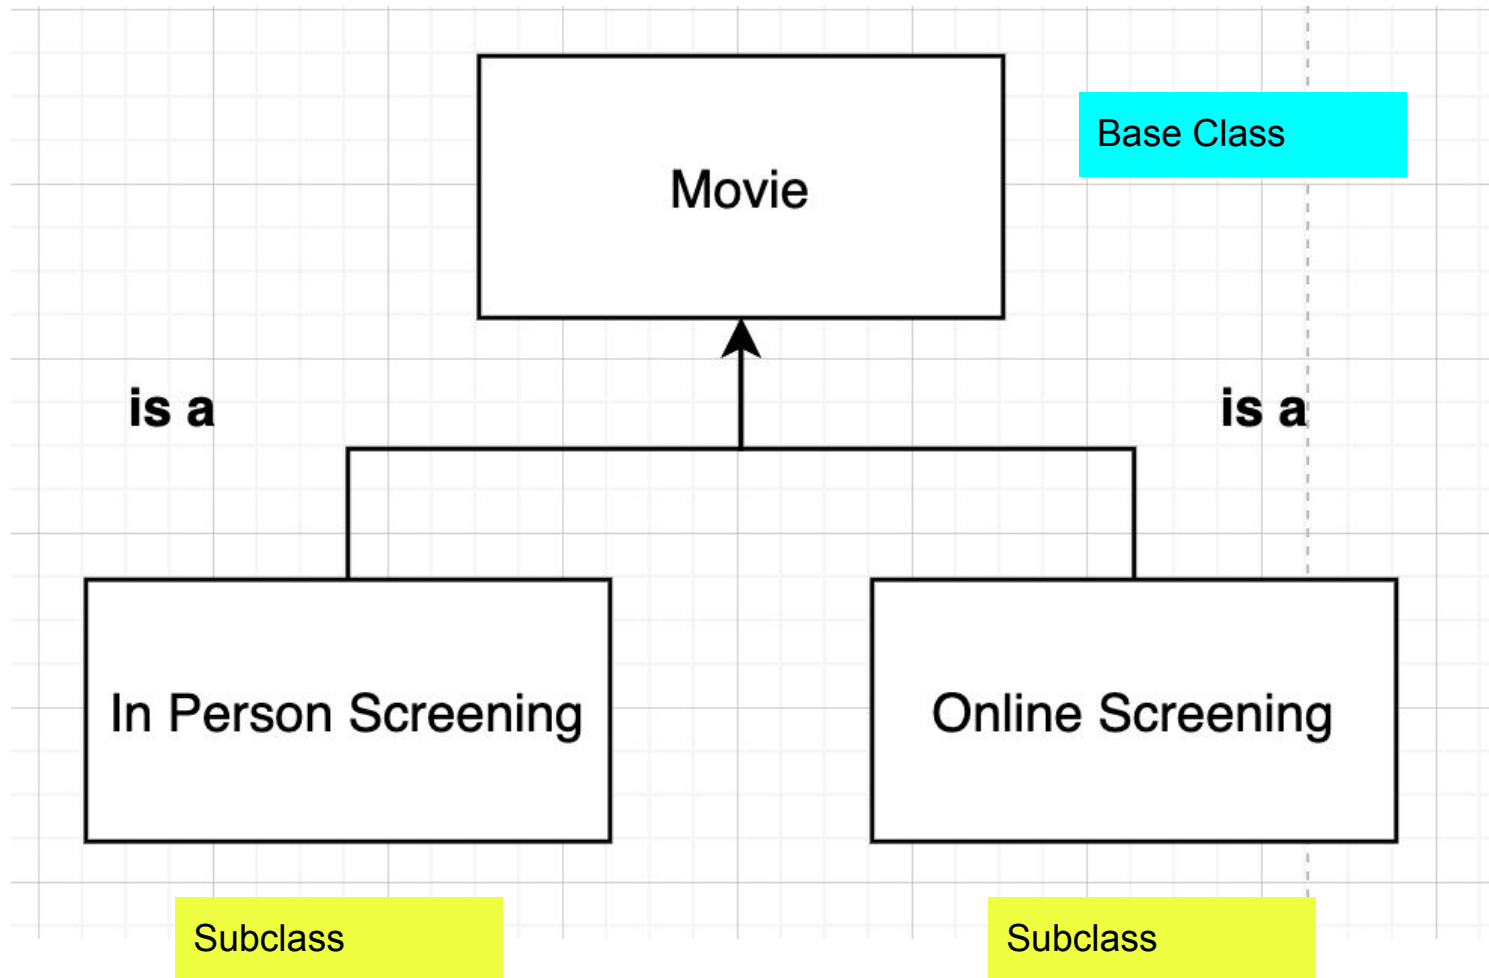 Movie
Base Class
is a
is a
In Person Screening
Online Screening
Subclass
Subclass